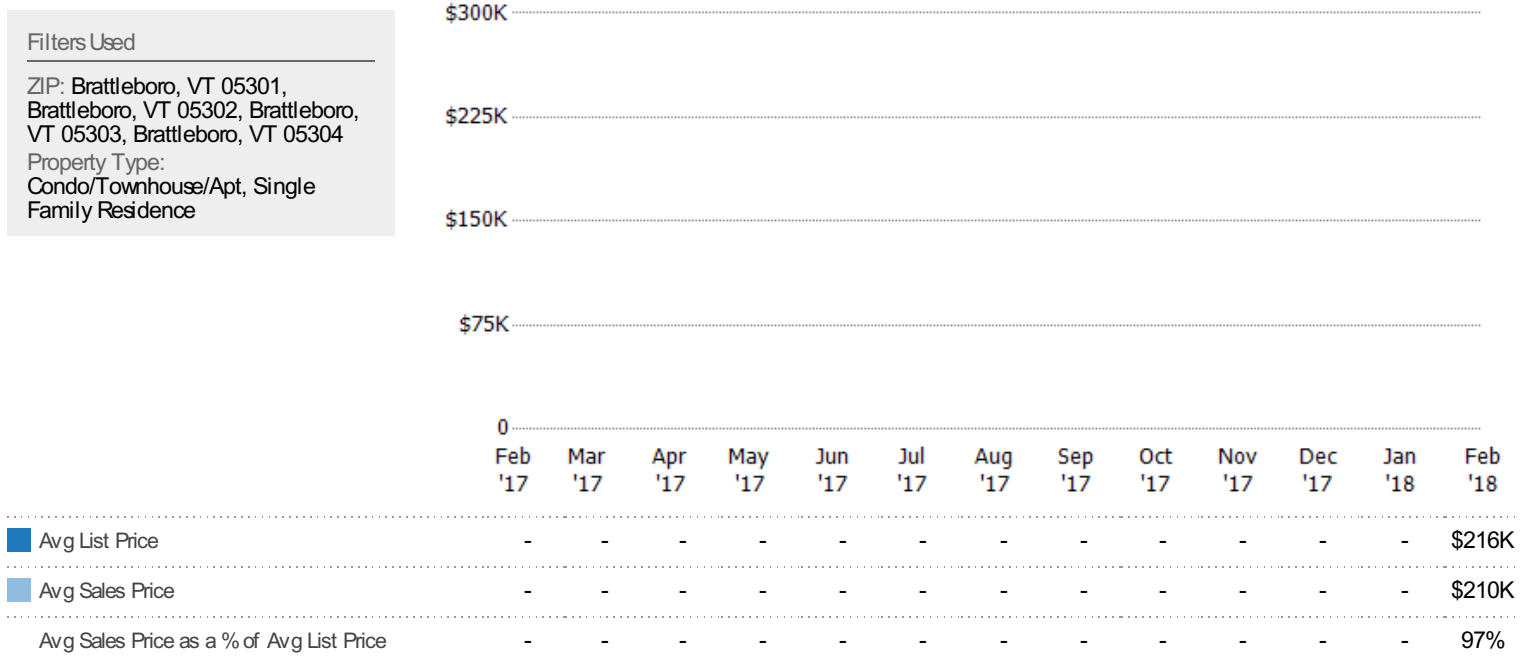 Filters Used
ZIP: Brattleboro, VT 05301,
Brattleboro, VT 05302, Brattleboro,
VT 05303, Brattleboro, VT 05304
Property Type:
Condo/Townhouse/Apt, Single
Family Residence
$300K
$225K
$150K
$75K
0
Feb Mar Apr May Jun Jul Aug Sep Oct Nov Dec Jan Feb
'17 '17 '17 '17 '17 '17 '17 '17 '17 '17 '17 '18 '18
Avg List Price - - - - - - - - - - - - $216K
Avg Sales Price - - - - - - - - - - - - $210K
Avg Sales Price as a % of Avg List Price - - - - - - - - - - - - 97%